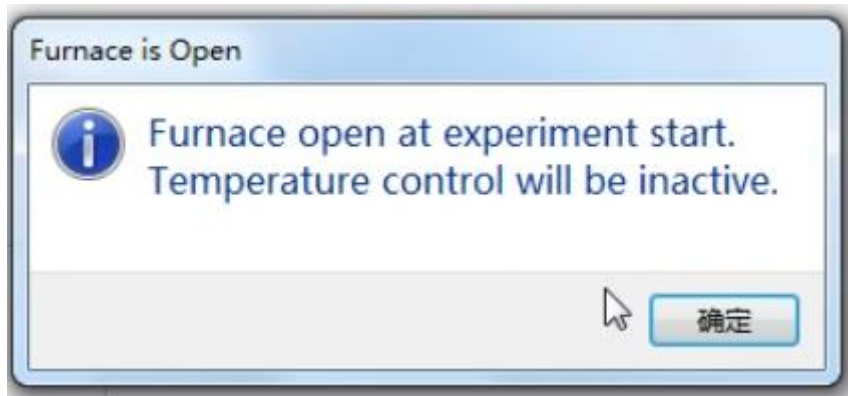 Furnace is Open
Furnace open at experiment start.
Temperature control will be inactive.
确定